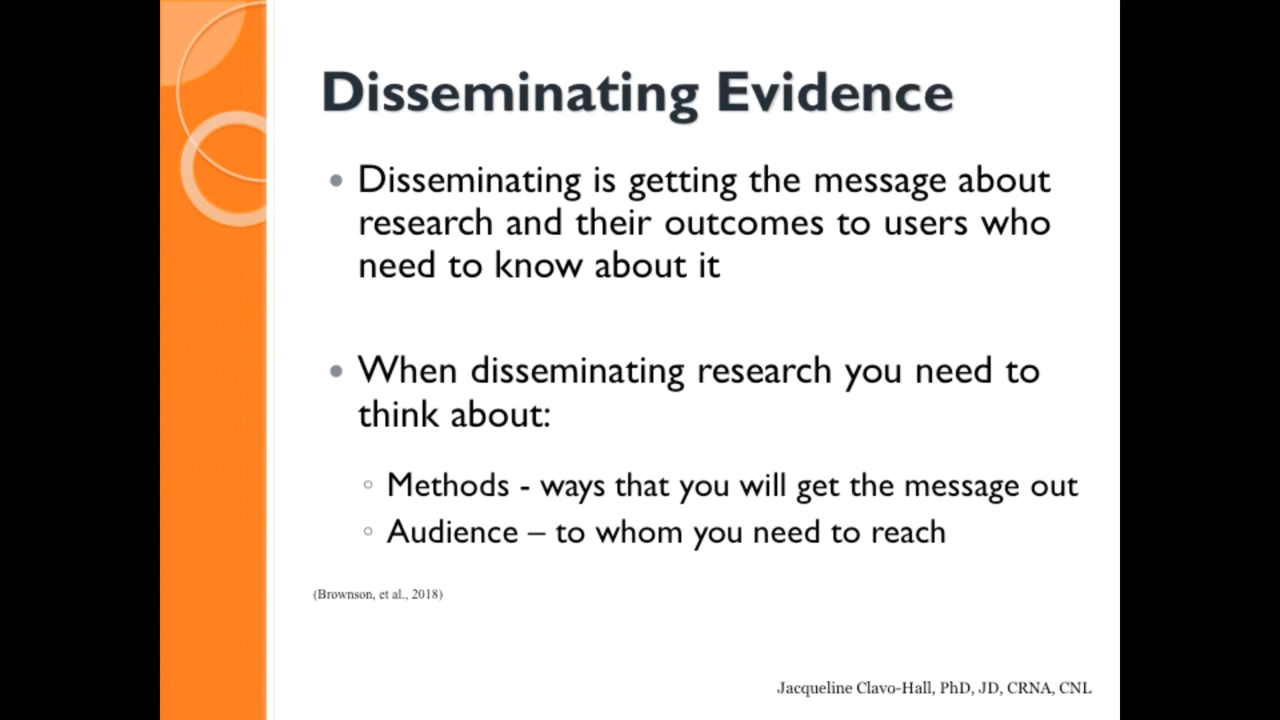 Disseminating Evidence
• Disseminating is getting the message about
research and their outcomes to users who
need to know about it
• When disseminating research you need to
think about:
◦ Methods - ways that you will get the message out
◦ Audience – to whom you need to reach
(Brownson, et al., 2018)
Jacqueline Clavo-Hall, PhD, JD, CRNA, CNL